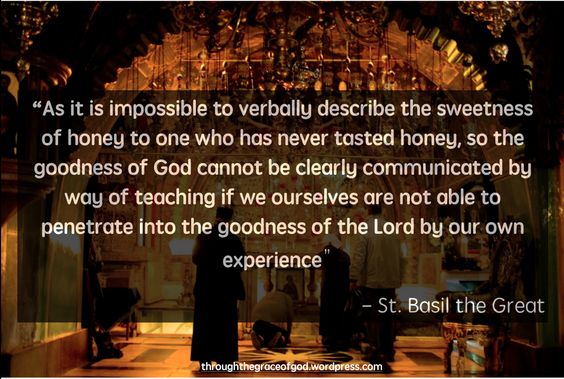 “As it is impossible to verbally describe the sweetness
of honey to one who has never tasted honey, so the
goodness of God cannot be clearly communicated by
way of teaching if we ourselves are not able to
penetrate into the goodness of the Lord by our own
experience"
– St. Basil the Great
throughthegraceofgod.wordpress.com